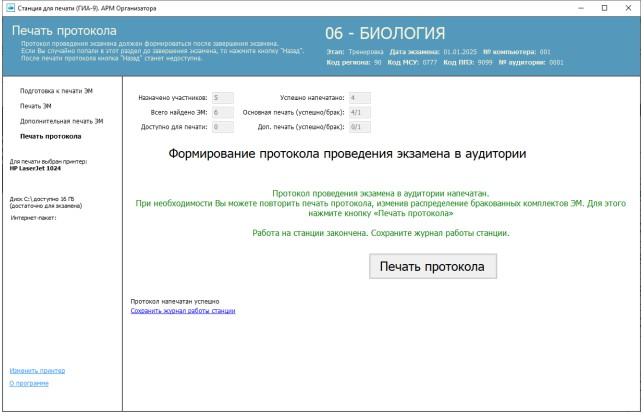 Станция для печати (ГИА-9). АРМ Организатора
Печать протокола
Протокол проведения экзамена должен формироваться после завершения экзамена.
Если Вы случайно попали в этот раздел до завершения экзамена, то нажмите кнопку "Назад".
После печати протокола кнопка "Назад" станет недоступна.
06 - БИОЛОГИЯ
Этап: Тренировка Дата экзамена: 01.01.2025 № компьютера: 001
Код региона: 90 Код МСУ: 0777 Код ППЭ: 9099 № аудитории: 0001
Подготовка к печати ЭМ
Печать ЭМ
Дополнительная печать ЭМ
Печать протокола
Для печати выбран принтер:
HP LaserJet 1024
Диск C:\ доступно 16 ГБ
(достаточно для экзамена)
Интернет-пакет:
Изменить принтер
О программе
Назначено участников: 5 Успешно напечатано: 4
Всего найдено ЭМ: 6 Основная печать (успешно/брак): 4/1
Доступно для печати: 0 Доп. печать (успешно/брак): 0/1
Формирование протокола проведения экзамена в аудитории
Протокол проведения экзамена в аудитории напечатан.
При необходимости Вы можете повторить печать протокола, изменив распределение бракованных комплектов ЭМ. Для этого
нажмите кнопку «Печать протокола»
Работа на станции закончена. Сохраните журнал работы станции.
Печать протокола
Протокол напечатан успешно
Сохранить журнал работы станции